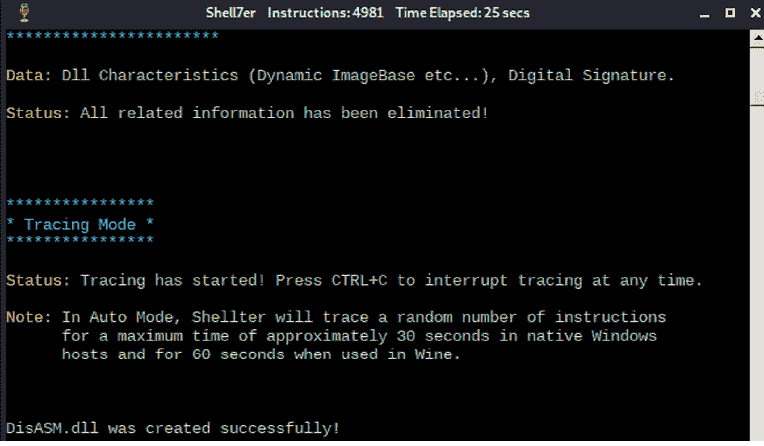 Shell7er Instructions: 4981 Time Elapsed: 25 secs
***********************
Data: Dll Characteristics (Dynamic ImageBase etc...), Digital Signature.
Status: All related information has been eliminated!
****************
* Tracing Mode *
****************
Status: Tracing has started! Press CTRL+C to interrupt tracing at any time.
Note: In Auto Mode, Shellter will trace a random number of instructions
for a maximum time of approximately 30 seconds in native Windows
hosts and for 60 seconds when used in Wine.
DisASM.dll was created successfully!